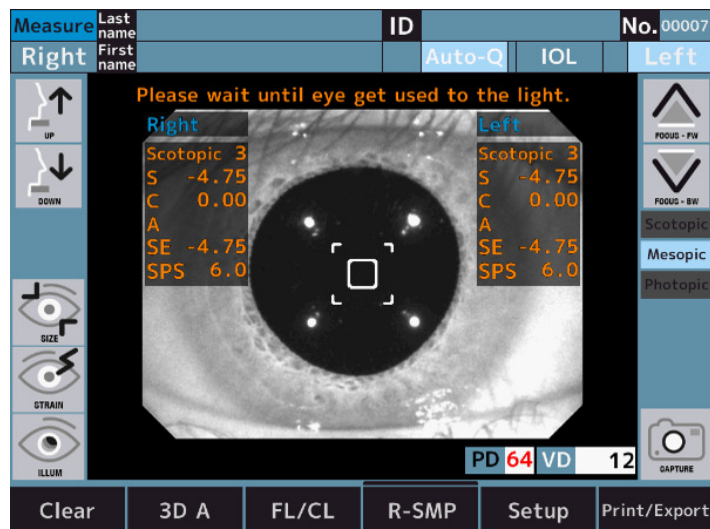 Measure Last name ID No. 00007
Right First name Auto-Q IOL Left
Please wait until eye get used to the light.
UP
DOWN
SIZE
STRAIN
ILLUM
Right
Scotopic 3
S -4.75
C 0.00
A
SE -4.75
SPS 6.0
Left
Scotopic 3
S -4.75
C 0.00
A
SE -4.75
SPS 6.0
FOCUS - FW
FOCUS - BW
Scotopic
Mesopic
Photopic
CAPTURE
PD 64 VD 12
Clear 3D A FL/CL R-SMP Setup Print/Export